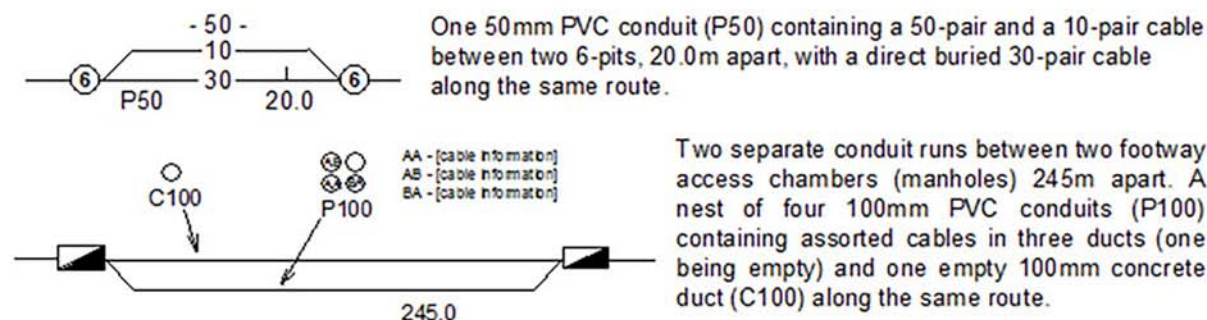 - 50 -
10
6
30
6
P50
20.0
One 50mm PVC conduit (P50) containing a 50-pair and a 10-pair cable
between two 6-pits, 20.0m apart, with a direct buried 30-pair cable
along the same route.
C100
AB
AA
BA
P100
AA - [cable information]
AB - [cable information]
BA - [cable information]
245.0
Two separate conduit runs between two footway
access chambers (manholes) 245m apart. A
nest of four 100mm PVC conduits (P100)
containing assorted cables in three ducts (one
being empty) and one empty 100mm concrete
duct (C100) along the same route.